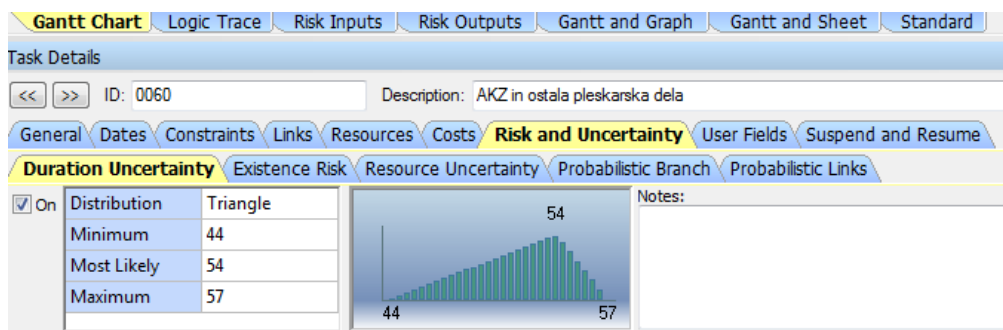 Gantt Chart Logic Trace Risk Inputs Risk Outputs Gantt and Graph Gantt and Sheet Standard
Task Details
<< >> ID: 0060 Description: AKZ in ostala pleskarska dela
General Dates Constraints Links Resources Costs Risk and Uncertainty User Fields Suspend and Resume
Duration Uncertainty Existence Risk Resource Uncertainty Probabilistic Branch Probabilistic Links
On Distribution Triangle
Minimum 44
Most Likely 54
Maximum 57
54
44 57
Notes: